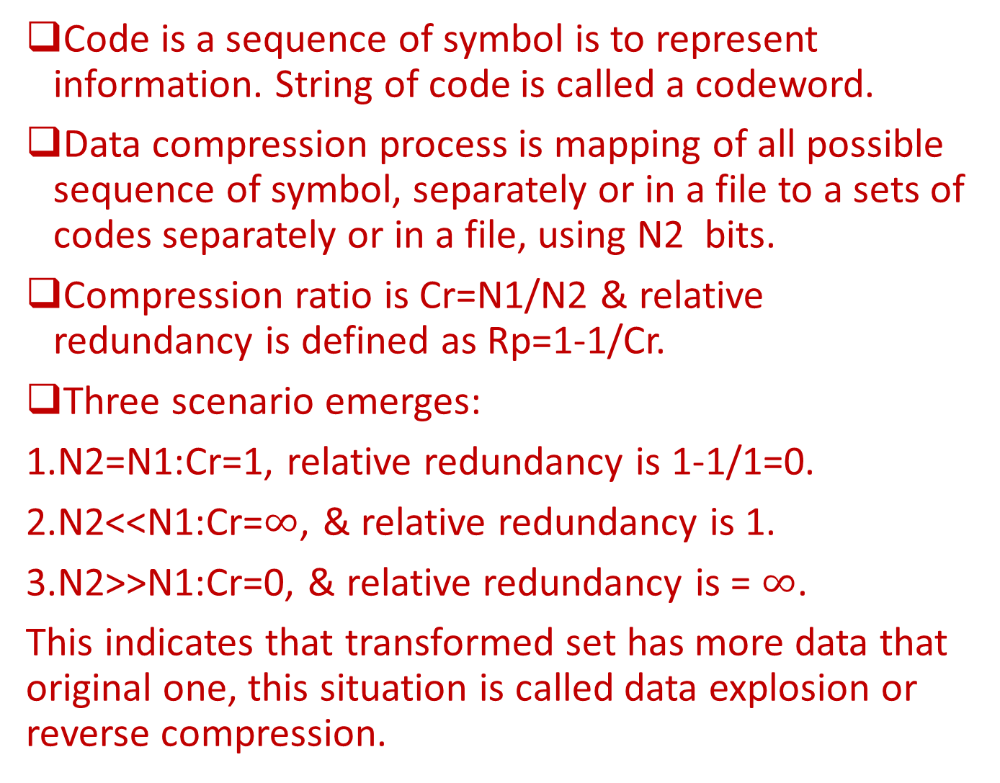 ❑Code is a sequence of symbol is to represent
information. String of code is called a codeword.
❑Data compression process is mapping of all possible
sequence of symbol, separately or in a file to a sets of
codes separately or in a file, using N2  bits.
❑Compression ratio is Cr=N1/N2 & relative
redundancy is defined as Rp=1-1/Cr.
❑Three scenario emerges:
1.N2=N1:Cr=1, relative redundancy is 1-1/1=0.
2.N2<<N1:Cr=∞, & relative redundancy is 1.
3.N2>>N1:Cr=0, & relative redundancy is = ∞.
This indicates that transformed set has more data that
original one, this situation is called data explosion or
reverse compression.